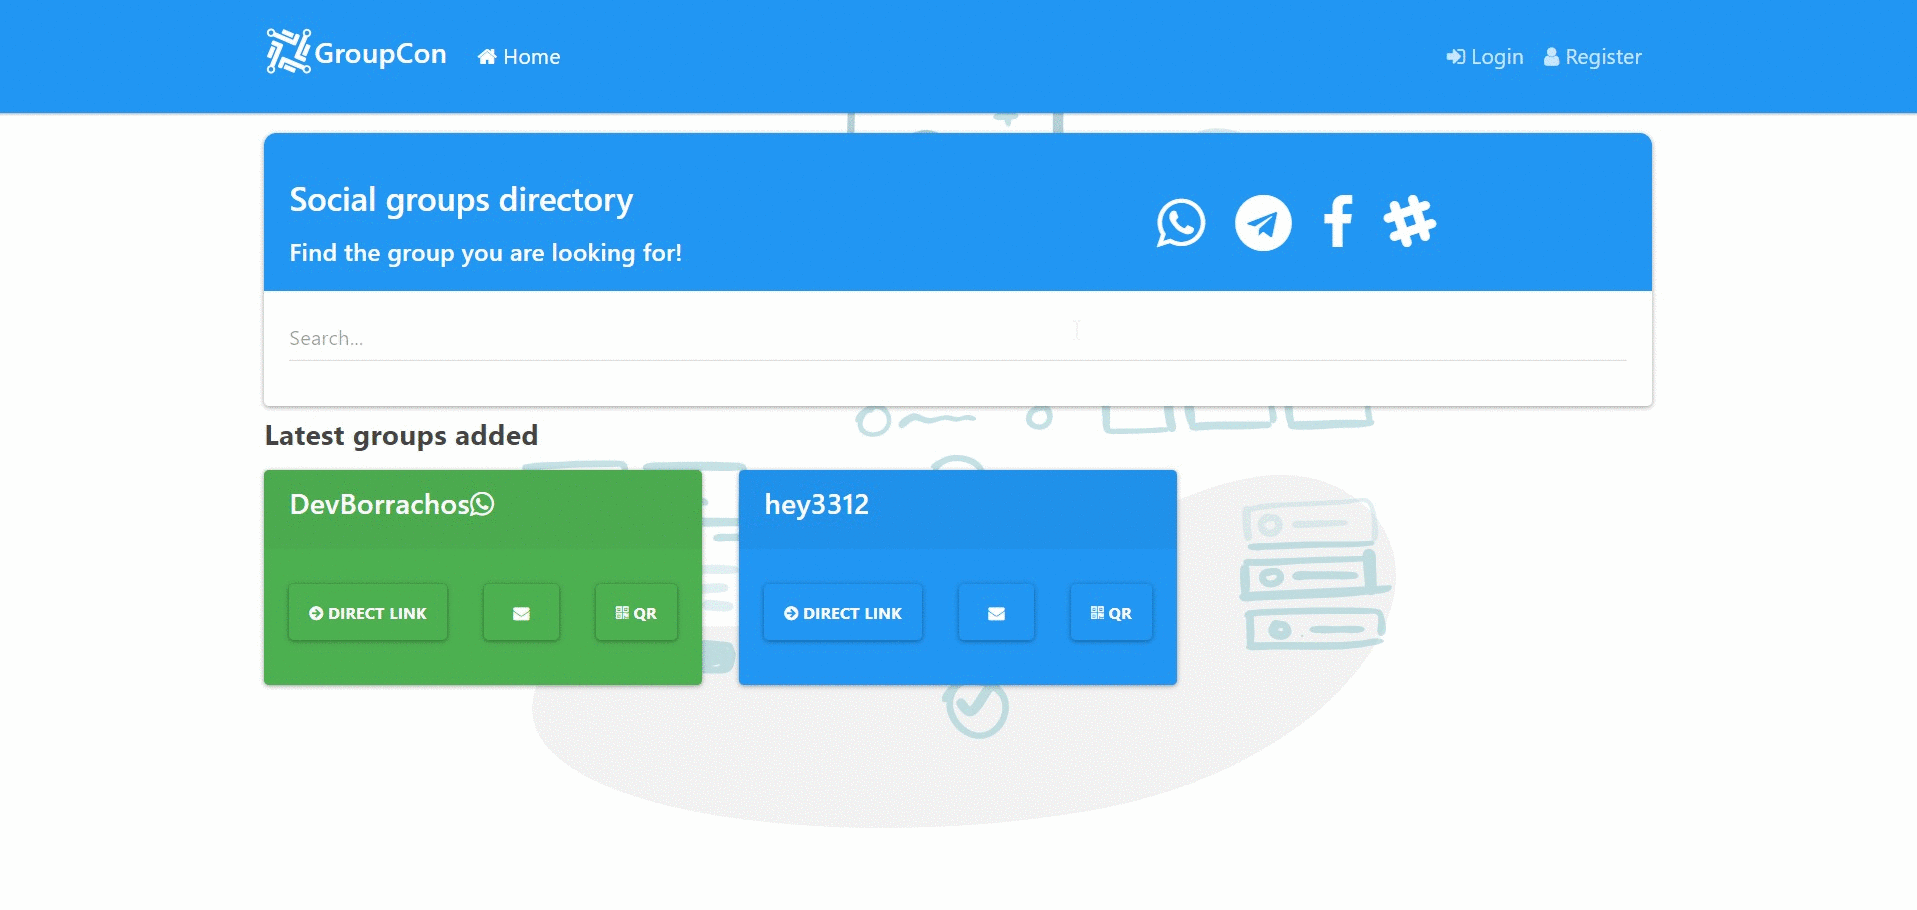 GroupCon
Home
Login
Register
Social groups directory
Find the group you are looking for!
Search...
Latest groups added
DevBorrachos
DIRECT LINK
QR
hey3312
DIRECT LINK
QR